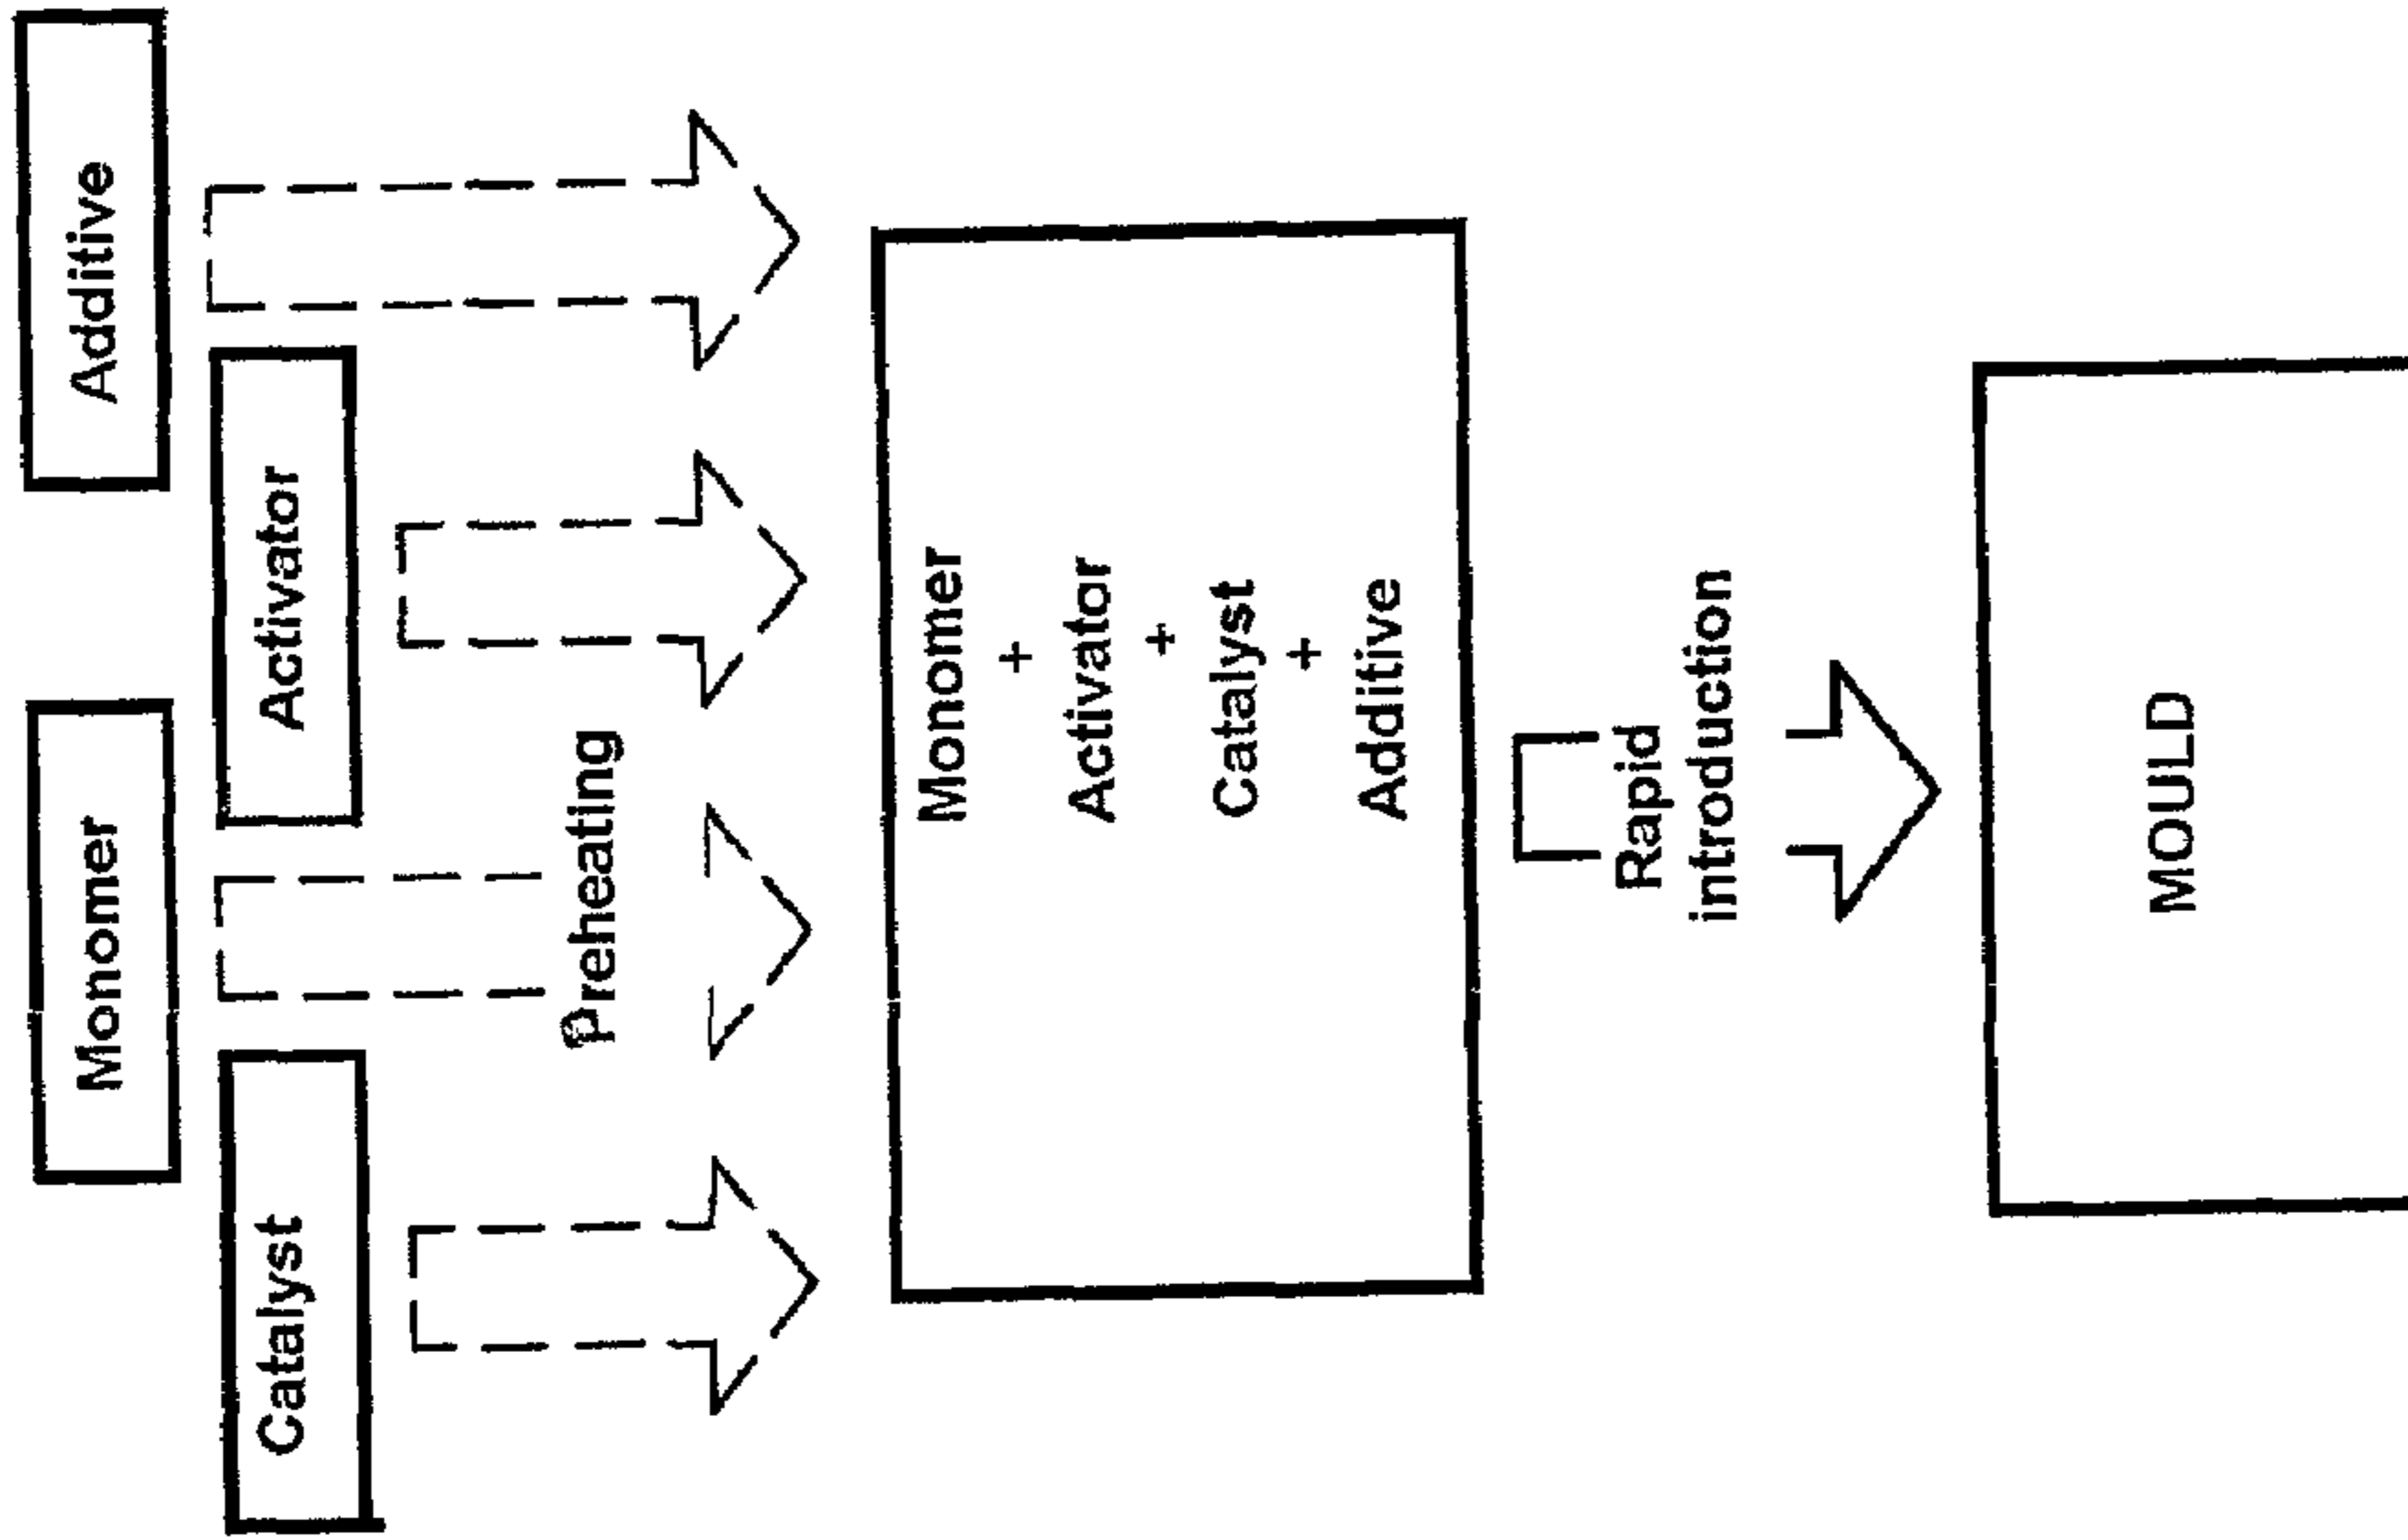 Catalyst
Monomer
Activator
Additive
Preheating
Monomer
+
Activator
+
Catalyst
+
Additive
Rapid
introduction
MOULD